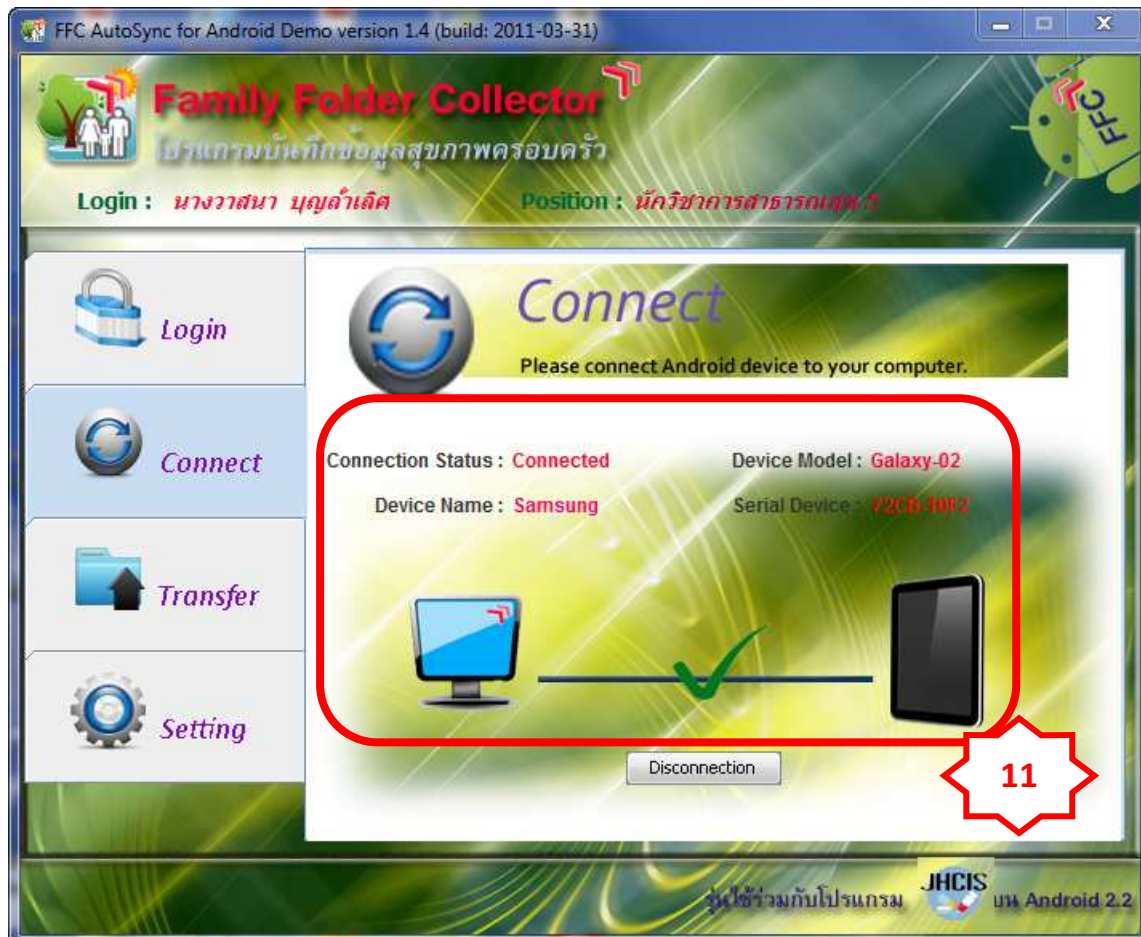 FFC AutoSync for Android Demo version 1.4 (build: 2011-03-31)
Family Folder Collector
โปรแกรมบันทึกข้อมูลสุขภาพครอบครัว
FFC
Login : นางวาสนา บุญล้ำเลิศ Position : นักวิชาการสาธารณสุข 5
Login
Connect
Transfer
Setting
Connect
Please connect Android device to your computer.
Connection Status : Connected Device Model : Galaxy-02
Device Name : Samsung Serial Device :
Disconnection
11
รุ่นใช้ร่วมกับโปรแกรม JHCIS บน Android 2.2